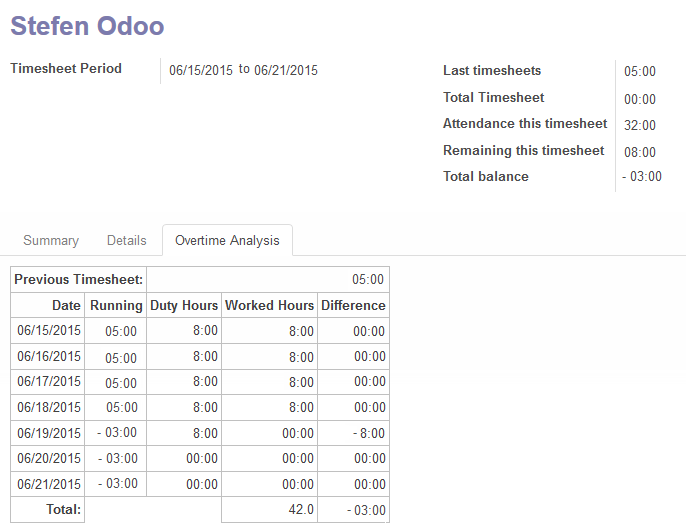 Stefen Odoo
Timesheet Period 06/15/2015 to 06/21/2015
Last timesheets 05:00
Total Timesheet 00:00
Attendance this timesheet 32:00
Remaining this timesheet 08:00
Total balance - 03:00
Summary Details Overtime Analysis
Previous Timesheet: 05:00
Date Running Duty Hours Worked Hours Difference
06/15/2015 05:00 8:00 8:00 00:00
06/16/2015 05:00 8:00 8:00 00:00
06/17/2015 05:00 8:00 8:00 00:00
06/18/2015 05:00 8:00 8:00 00:00
06/19/2015 - 03:00 8:00 00:00 - 8:00
06/20/2015 - 03:00 00:00 00:00 00:00
06/21/2015 - 03:00 00:00 00:00 00:00
Total: 42.0 - 03:00